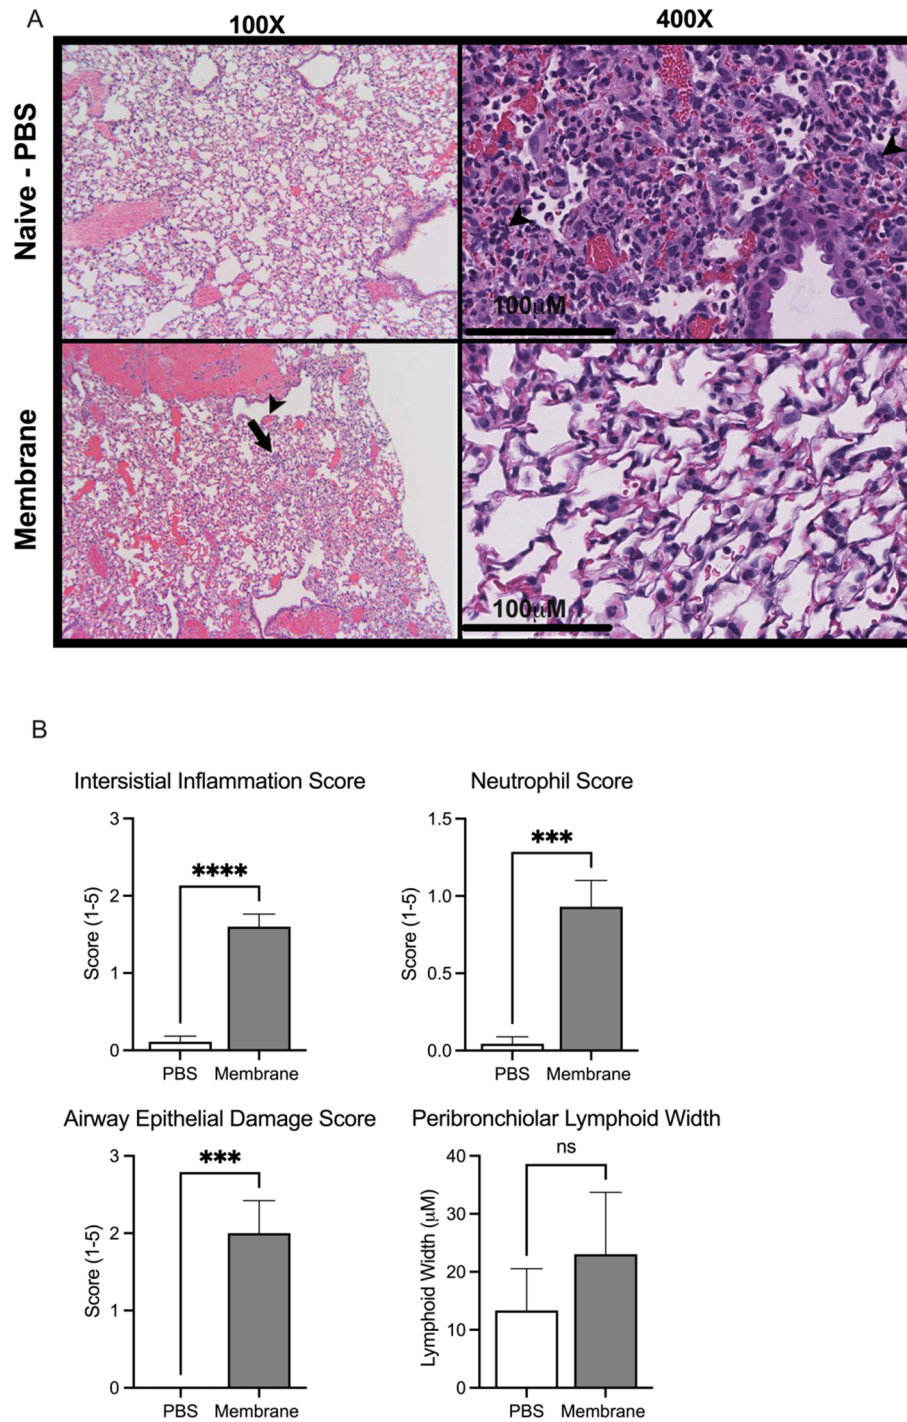 A
100X
400X
Naive - PBS
100µM
Membrane
100µM
B
Intersistial Inflammation Score
Score (1-5)
3
2
1
0
****
PBS
Membrane
Neutrophil Score
Score (1-5)
1.5
1.0
0.5
0.0
***
PBS
Membrane
Airway Epithelial Damage Score
Score (1-5)
3
2
1
0
***
PBS
Membrane
Peribronchiolar Lymphoid Width
Lymphoid Width (µM)
40
30
20
10
0
ns
PBS
Membrane